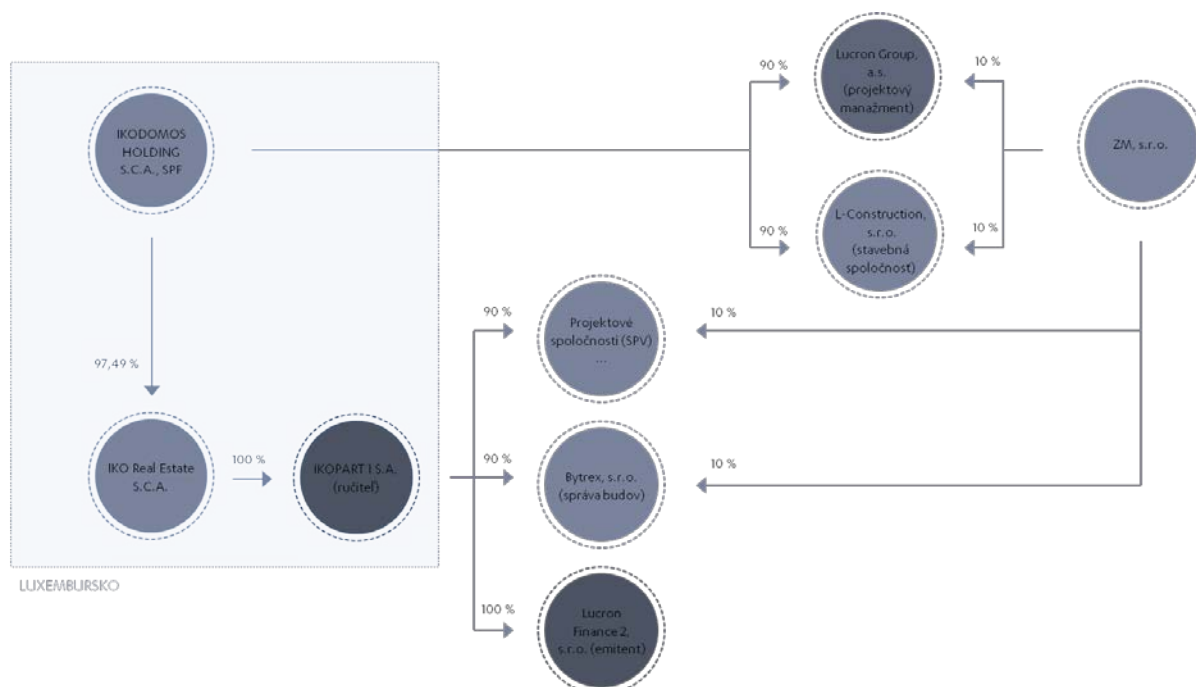 Lucron Group,
a.s.
(projektový
manažment)
90 %
10 %
IKODOMOS
HOLDING
S.C.A., SPF
ZM, s.r.o.
L-Construction,
s.r.o.
(stavebná
spoločnosť)
90 %
10 %
90 %
Projektové
spoločnosti (SPV)
...
10 %
97,49 %
IKO Real Estate
S.C.A.
100 %
IKOPART 1 S.A.
(ručiteľ)
90 %
Bytrex, s.r.o.
(správa budov)
10 %
LUXEMBURSKO
100 %
Lucron
Finance 2,
s.r.o. (emitent)